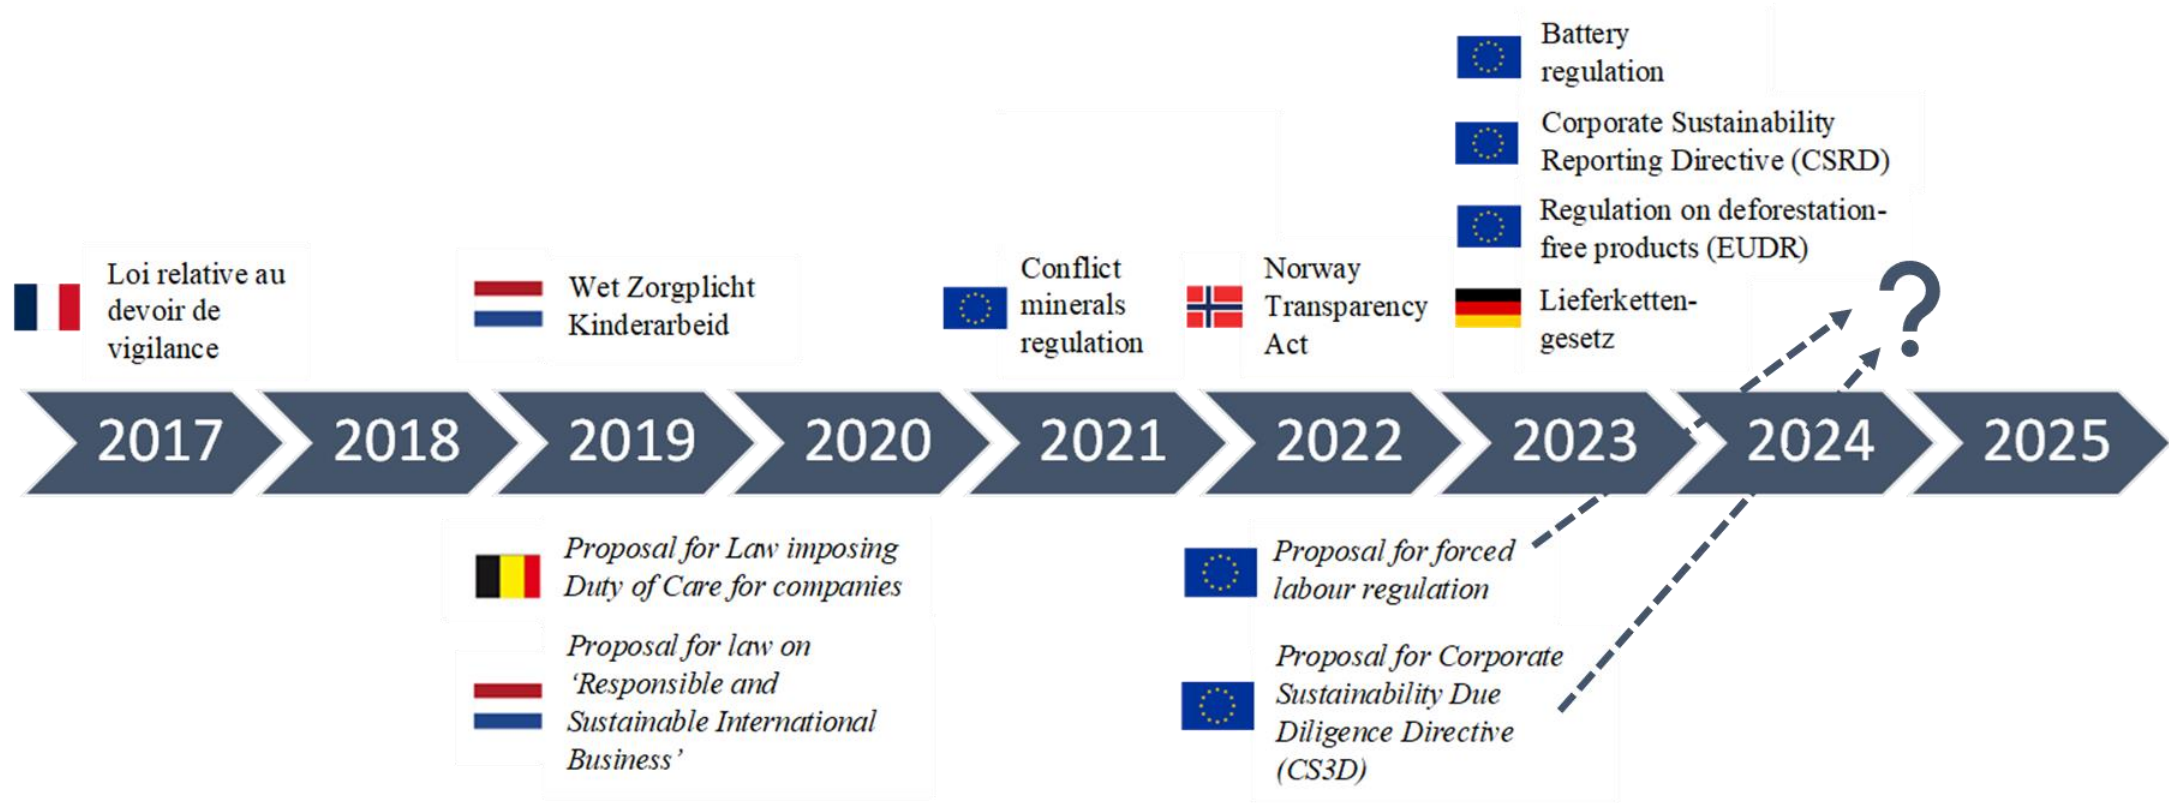 Battery
regulation
Corporate Sustainability
Reporting Directive (CSRD)
Regulation on deforestation-
free products (EUDR)
Loi relative au
devoir de
vigilance
Wet Zorgplicht
Kinderarbeid
Conflict
minerals
regulation
Norway
Transparency
Act
Lieferketten-
gesetz
?
2017
2018
2019
2020
2021
2022
2023
2024
2025
Proposal for Law imposing
Duty of Care for companies
Proposal for law on
‘Responsible and
Sustainable International
Business’
Proposal for forced
labour regulation
Proposal for Corporate
Sustainability Due
Diligence Directive
(CS3D)